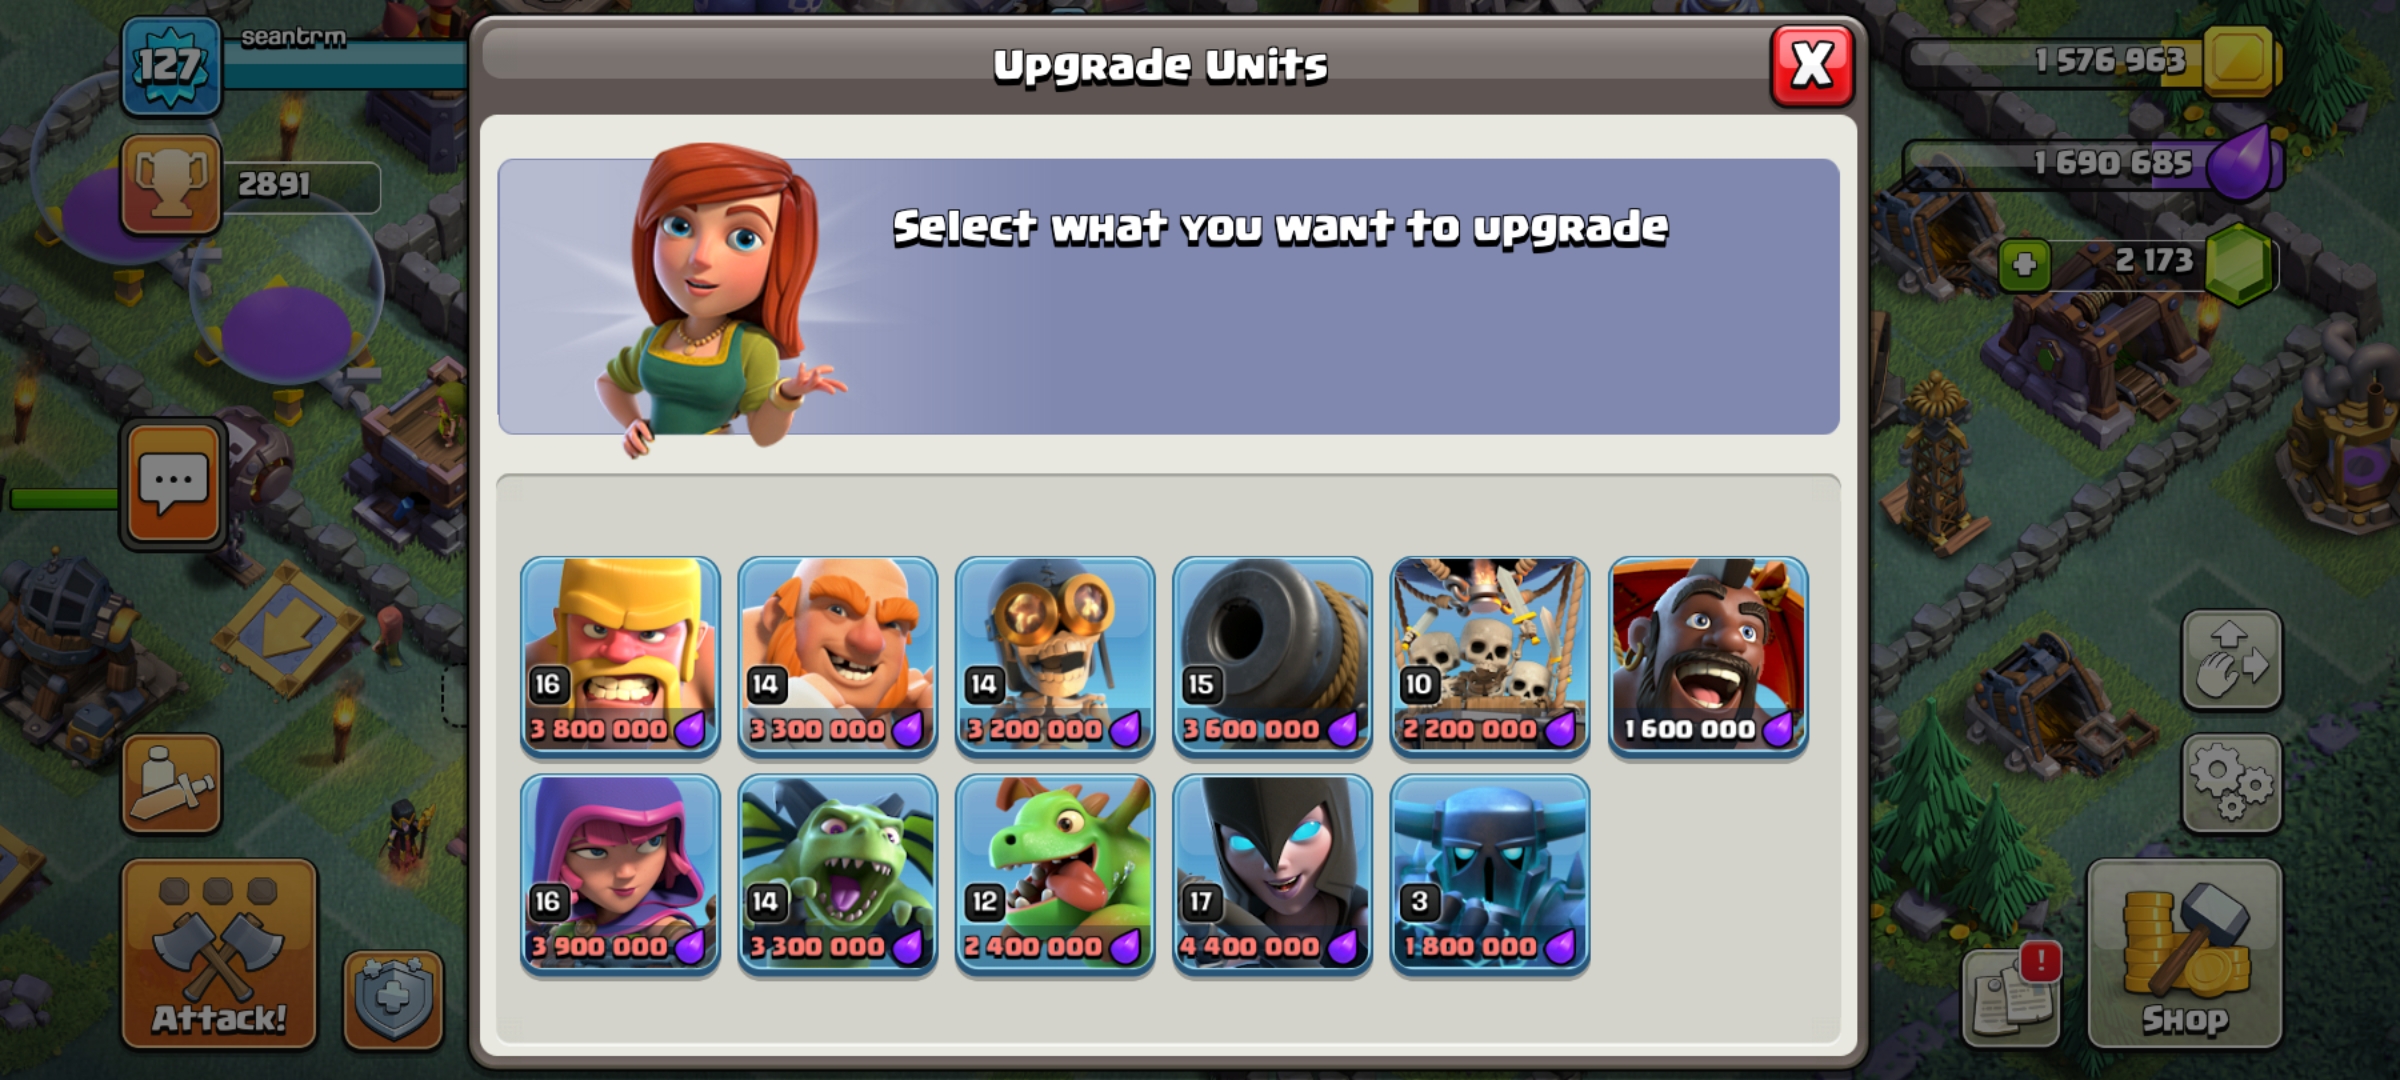 127
seantrm
2891
Upgrade Units
X
1 576 963
1 690 685
2 173
Select what you want to upgrade
16
3 800 000
14
3 300 000
14
3 200 000
15
3 600 000
10
2 200 000
1 600 000
16
3 900 000
14
3 300 000
12
2 400 000
17
4 400 000
3
1 800 000
Attack!
!
Shop